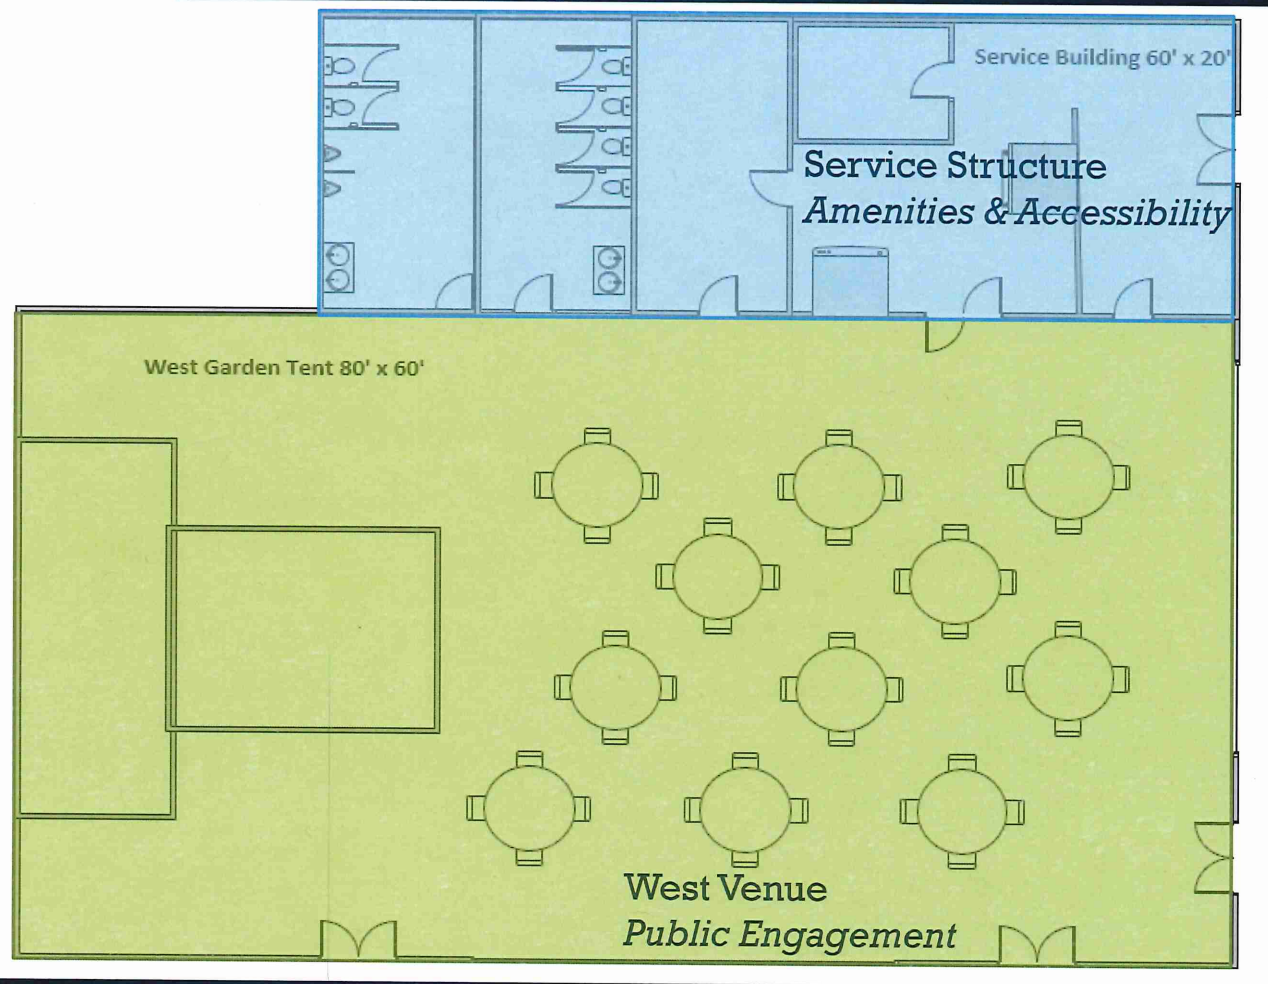 Service Building 60' x 20'
Service Structure
Amenities & Accessibility
West Garden Tent 80' x 60'
West Venue
Public Engagement